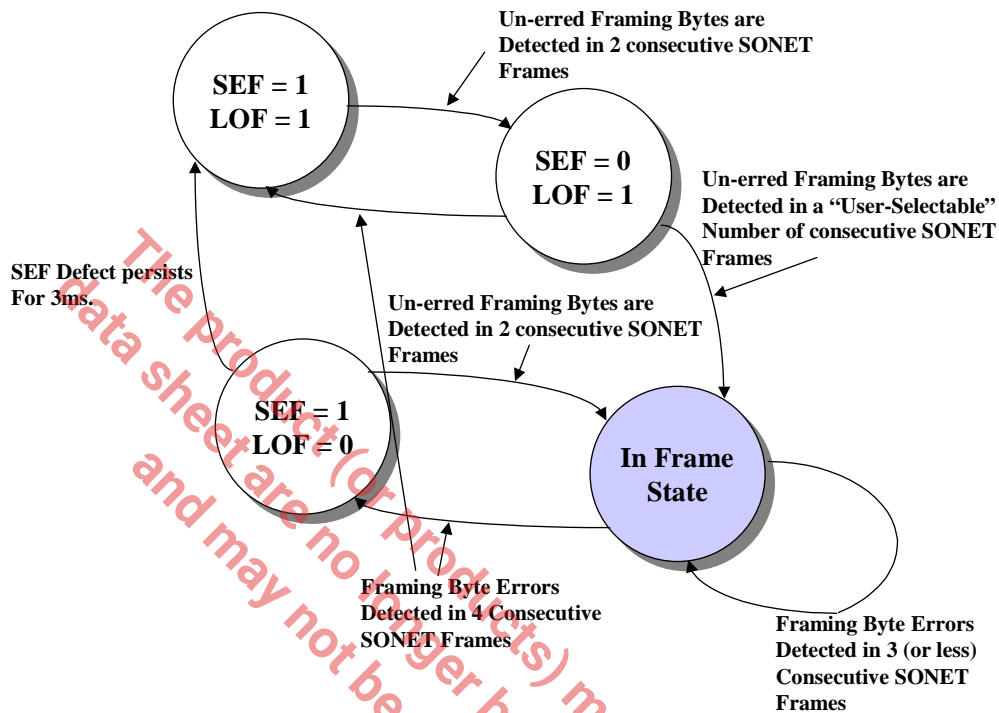 Un-erred Framing Bytes are
Detected in 2 consecutive SONET
Frames
SEF = 1
LOF = 1
SEF = 0
LOF = 1
Un-erred Framing Bytes are
Detected in a “User-Selectable”
Number of consecutive SONET
Frames
SEF Defect persists
For 3ms.
Un-erred Framing Bytes are
Detected in 2 consecutive SONET
Frames
SEF = 1
LOF = 0
In Frame
State
Framing Byte Errors
Detected in 4 Consecutive
SONET Frames
Framing Byte Errors
Detected in 3 (or less)
Consecutive SONET
Frames
The product (or products) m
data sheet are no longer b
and may not be